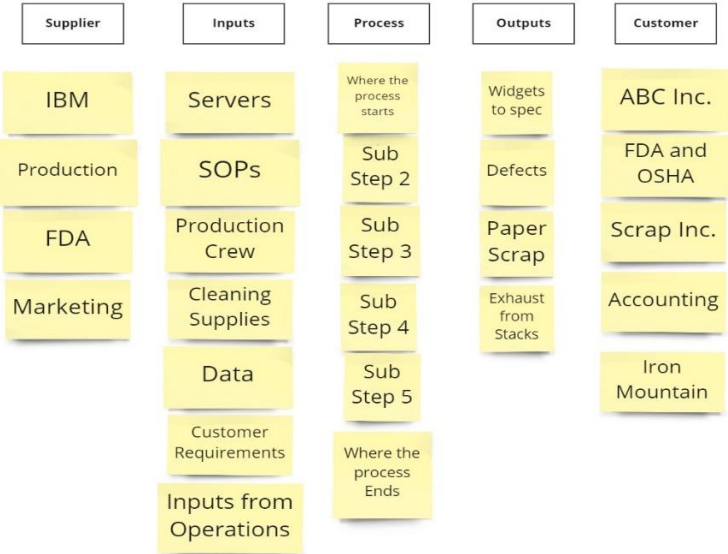 Supplier
Inputs
Process
Outputs
Customer
IBM
Production
FDA
Marketing
Servers
SOPs
Production
Crew
Cleaning
Supplies
Data
Customer
Requirements
Inputs from
Operations
Where the
process
starts
Sub
Step 2
Sub
Step 3
Sub
Step 4
Sub
Step 5
Where the
process
Ends
Widgets
to spec
Defects
Paper
Scrap
Exhaust
from
Stacks
ABC Inc.
FDA and
OSHA
Scrap Inc.
Accounting
Iron
Mountain